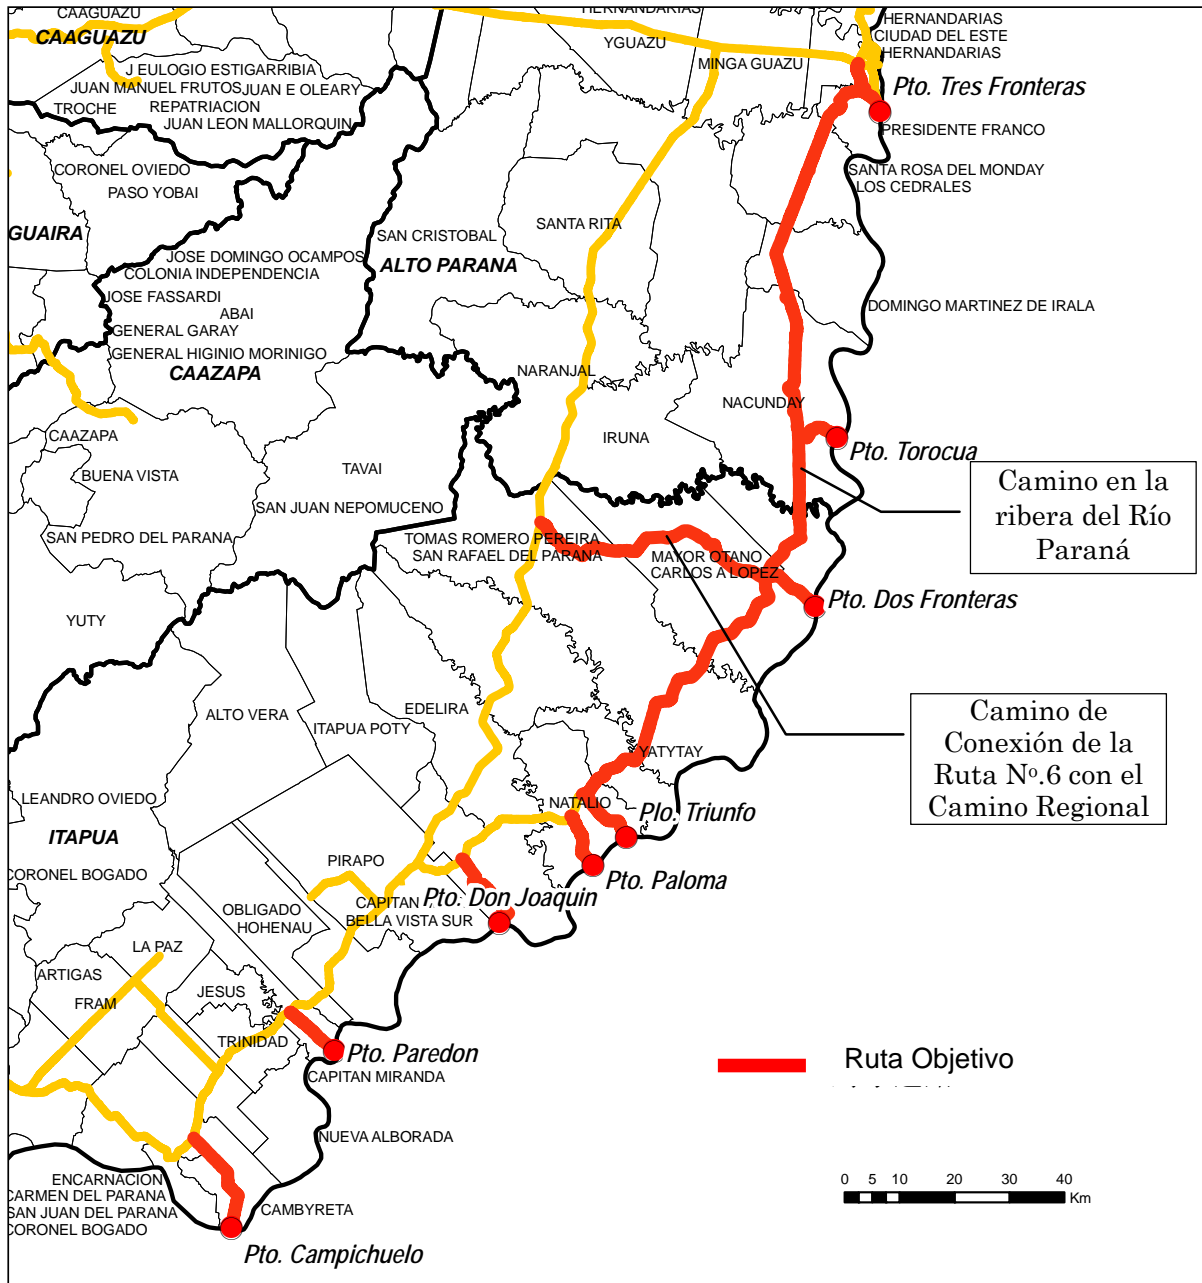 CAAGUAZU
HERNANDARIAS
HERNANDARIAS
CIUDAD DEL ESTE
CAAGUAZU
YGUAZU
HERNANDARIAS
MINGA GUAZU
J EULOGIO ESTIGARRIBIA
JUAN MANUEL FRUTOS
JUAN E OLEARY
Pto. Tres Fronteras
TROCHE
REPATRIACION
JUAN LEON MALLORQUIN
PRESIDENTE FRANCO
CORONEL OVIEDO
SANTA ROSA DEL MONDAY
PASO YOBAI
LOS CEDRALES
GUAIRA
SAN CRISTOBAL
SANTA RITA
JOSE DOMINGO OCAMPOS
ALTO PARANA
COLONIA INDEPENDENCIA
JOSE FASSARDI
ABAI
DOMINGO MARTINEZ DE IRALA
GENERAL GARAY
GENERAL HIGINIO MORINIGO
CAAZAPA
NARANJAL
NACUNDAY
CAAZAPA
IRUNA
Pto. Torocua
BUENA VISTA
TAVAI
Camino en la
ribera del Río
Paraná
SAN JUAN NEPOMUCENO
SAN PEDRO DEL PARANA
TOMAS ROMERO PEREIRA
SAN RAFAEL DEL PARANA
MAYOR OTANO
CARLOS A LOPEZ
Pto. Dos Fronteras
YUTY
ALTO VERA
ITAPUA POTY
EDELIRA
Camino de
Conexión de la
Ruta Nº.6 con el
Camino Regional
YATYTAY
LEANDRO OVIEDO
NATALIO
Pto. Triunfo
ITAPUA
PIRAPO
CORONEL BOGADO
Pto. Paloma
CAPITAN
Pto. Don Joaquin
OBLIGADO
BELLA VISTA SUR
HOHENAU
LA PAZ
ARTIGAS
JESUS
FRAM
TRINIDAD
Pto. Paredon
CAPITAN MIRANDA
Ruta Objetivo
NUEVA ALBORADA
ENCARNACION
CARMEN DEL PARANA
SAN JUAN DEL PARANA
CORONEL BOGADO
CAMBYRETA
Pto. Campichuelo
0 5 10 20 30 40
Km